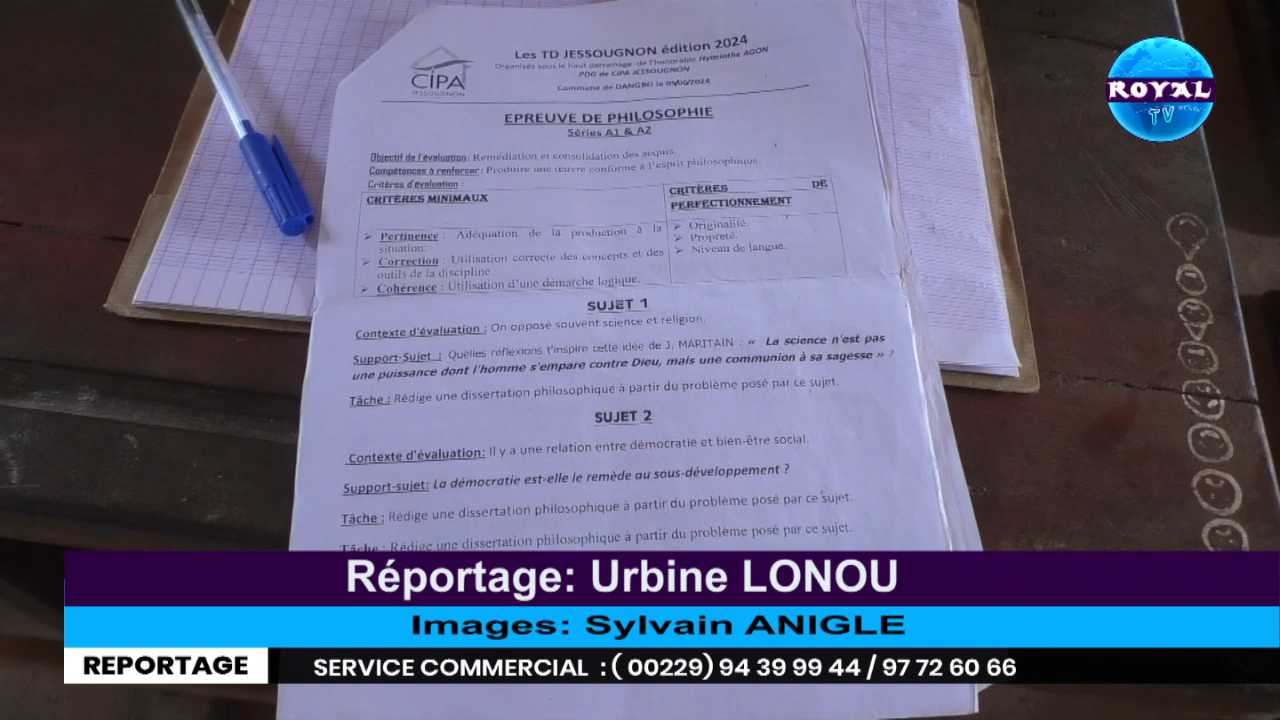 Les TD JESSOUGNON édition 2024
Organisés sous le haut parrainage de l'honorable Hyacinthe AGON
PDG de CIPA JESSOUGNON
Commune de DANGBO le 09/06/2024
CIPA
JESSOUGNON
ROYAL
TV
EPREUVE DE PHILOSOPHIE
Séries A1 & A2
Objectif de l'évaluation: Remédiation et consolidation des acquis.
Compétences à renforcer : Produire une œuvre conforme à l'esprit philosophique
Critères d'évaluation :
CRITÈRES MINIMAUX
➢ Pertinence : Adéquation de la production à la
situation.
➢ Correction : Utilisation correcte des concepts et des
outils de la discipline
➢ Cohérence : Utilisation d'une démarche logique.
CRITÈRES DE
PERFECTIONNEMENT
➢ Originalité.
➢ Propreté.
➢ Niveau de langue.
SUJET 1
Contexte d'évaluation : On oppose souvent science et religion.
Support-Sujet : Quelles réflexions t'inspire cette idée de J. MARITAIN : « La science n'est pas
une puissance dont l'homme s'empare contre Dieu, mais une communion à sa sagesse » ?
Tâche : Rédige une dissertation philosophique à partir du problème posé par ce sujet.
SUJET 2
Contexte d'évaluation: Il y a une relation entre démocratie et bien-être social.
Support-sujet: La démocratie est-elle le remède au sous-développement ?
Tâche : Rédige une dissertation philosophique à partir du problème posé par ce sujet.
Tâche : Rédige une dissertation philosophique à partir du problème posé par ce sujet.
Réportage: Urbine LONOU
Images: Sylvain ANIGLE
REPORTAGE
SERVICE COMMERCIAL : ( 00229) 94 39 99 44 / 97 72 60 66